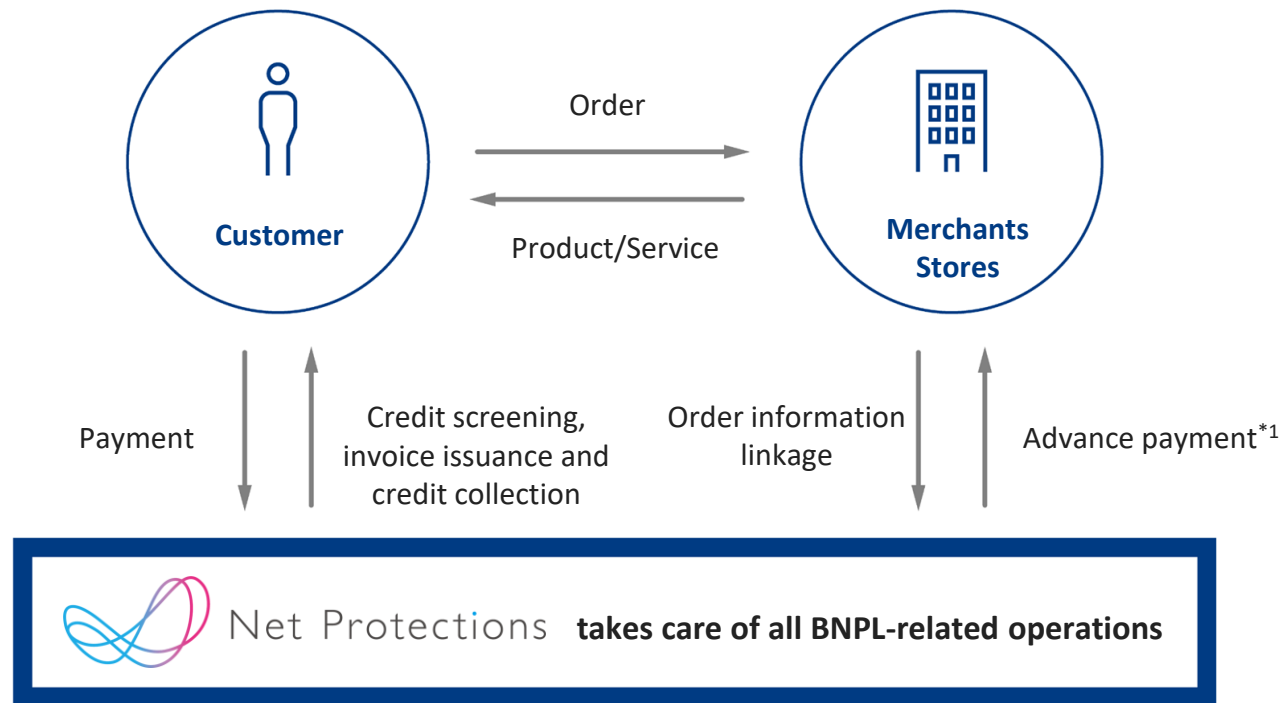 Order
Customer
Product/Service
Merchants
Stores
Payment
Credit screening,
invoice issuance and
credit collection
Order information
linkage
Advance payment*1
Net Protections takes care of all BNPL-related operations